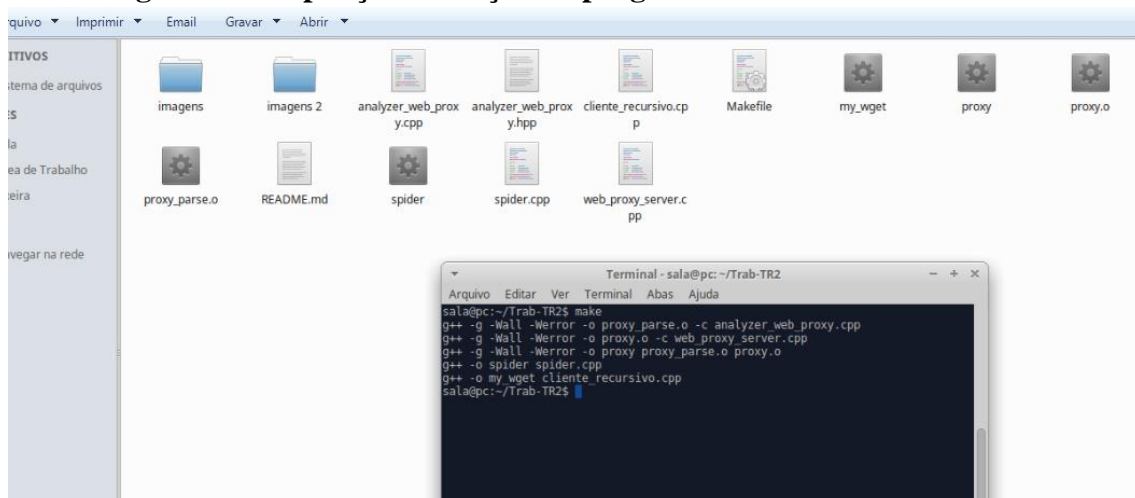 Arquivo Imprimir Email Gravar Abrir
ITIVOS
stema de arquivos
ES
la
ea de Trabalho
eira
vegar na rede
imagens
imagens 2
analyzer_web_prox
y.cpp
analyzer_web_prox
y.hpp
cliente_recursivo.cp
p
Makefile
my_wget
proxy
proxy.o
proxy_parse.o
README.md
spider
spider.cpp
web_proxy_server.c
pp
Terminal - sala@pc: ~/Trab-TR2
Arquivo Editar Ver Terminal Abas Ajuda
sala@pc:~/Trab-TR2$ make
g++ -g -Wall -Werror -o proxy_parse.o -c analyzer_web_proxy.cpp
g++ -g -Wall -Werror -o proxy.o -c web_proxy_server.cpp
g++ -g -Wall -Werror -o proxy proxy_parse.o proxy.o
g++ -o spider spider.cpp
g++ -o my_wget cliente_recursivo.cpp
sala@pc:~/Trab-TR2$